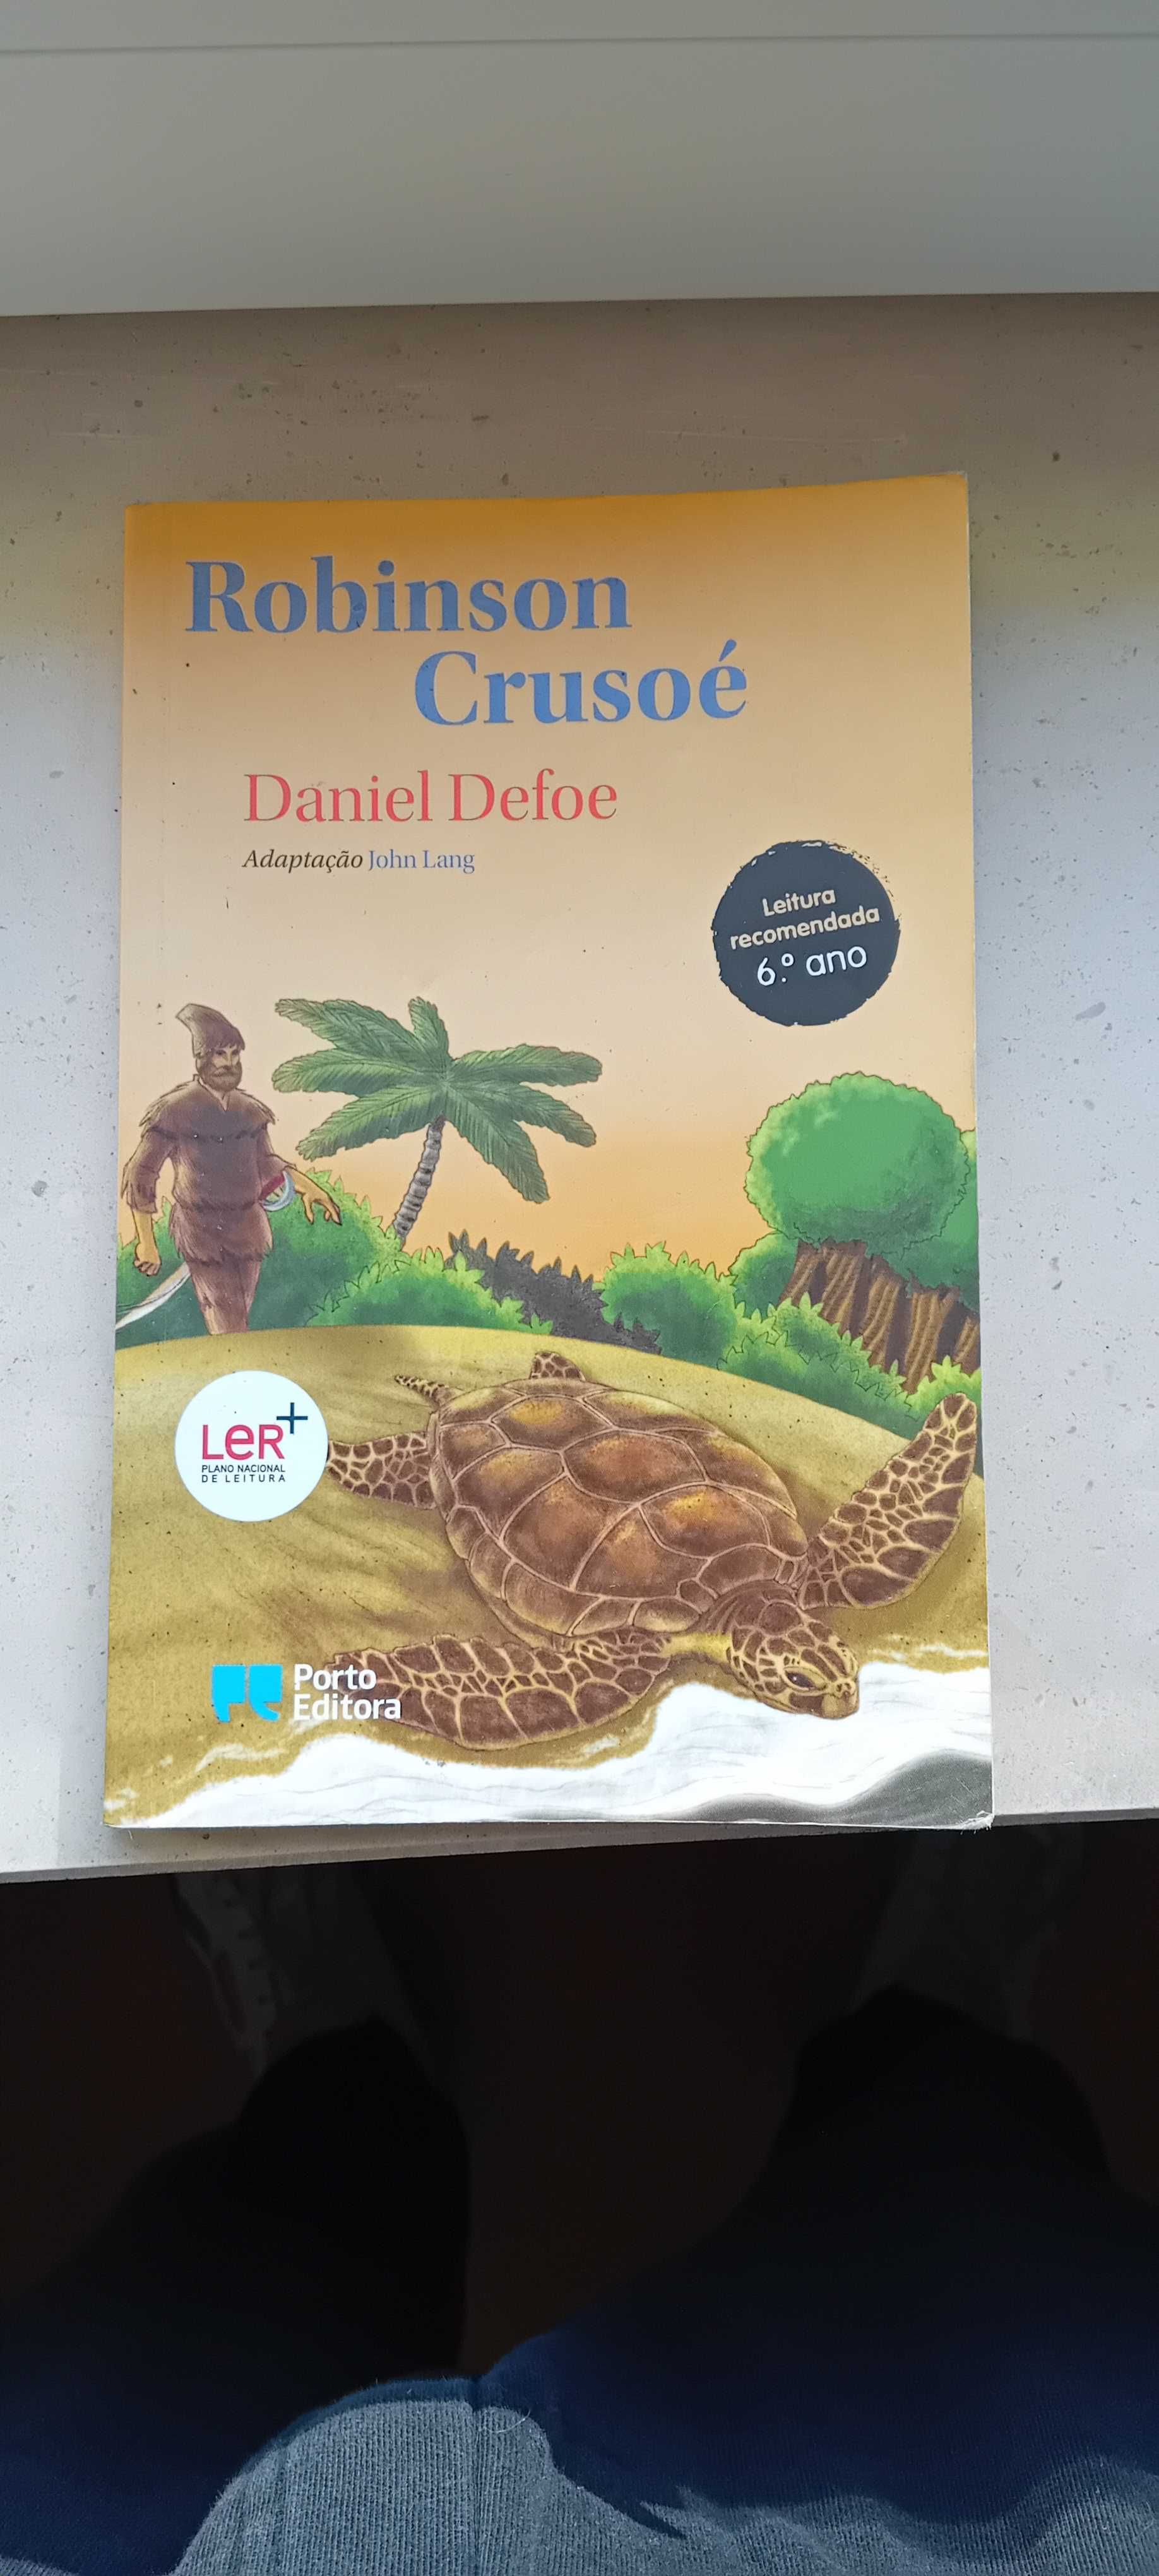 Robinson
Crusoé
Daniel Defoe
Adaptação John Lang
Leitura
recomendada
6.º ano
LeR+
PLANO NACIONAL
DE LEITURA
Porto
Editora